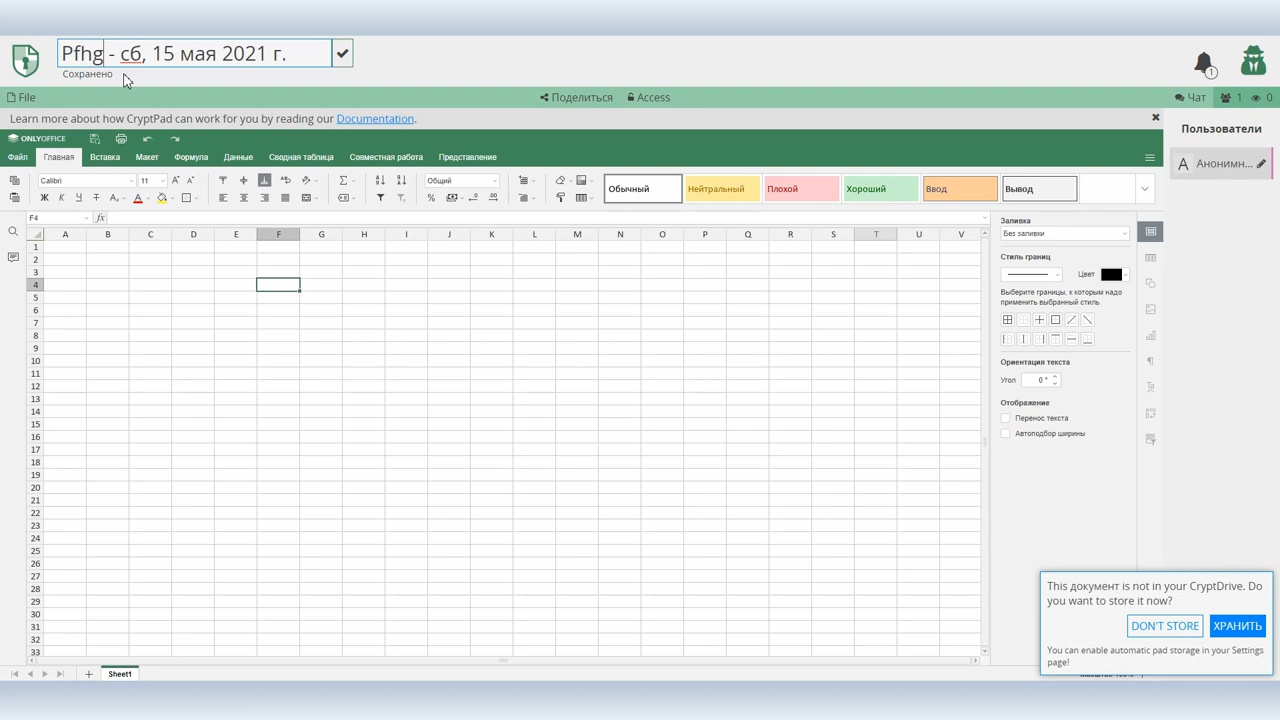 Pfhg - сб, 15 мая 2021 г.
Сохранено
1
File
Поделиться
Access
Чат
1
0
Learn more about how CryptPad can work for you by reading our Documentation.
Пользователи
ONLYOFFICE
Файл Главная Вставка Макет Формула Данные Сводная таблица Совместная работа Представление
A Анонимн...
Calibri 11 Общий
Обычный Нейтральный Плохой Хороший Ввод Вывод
Ж К Ч
F4 fx
A B C D E F G H I J K L M N O P Q R S T U V
1
2
3
4
5
6
7
8
9
10
11
12
13
14
15
16
17
18
19
20
21
22
23
24
25
26
27
28
29
30
31
32
33
Заливка
Без заливки
Стиль границ
Цвет
Выберите границы, к которым надо
применить выбранный стиль
Ориентация текста
Угол 0 °
Отображение
Перенос текста
Автоподбор ширины
This документ is not in your CryptDrive. Do
you want to store it now?
DON'T STORE ХРАНИТЬ
You can enable automatic pad storage in your Settings
page!
Sheet1